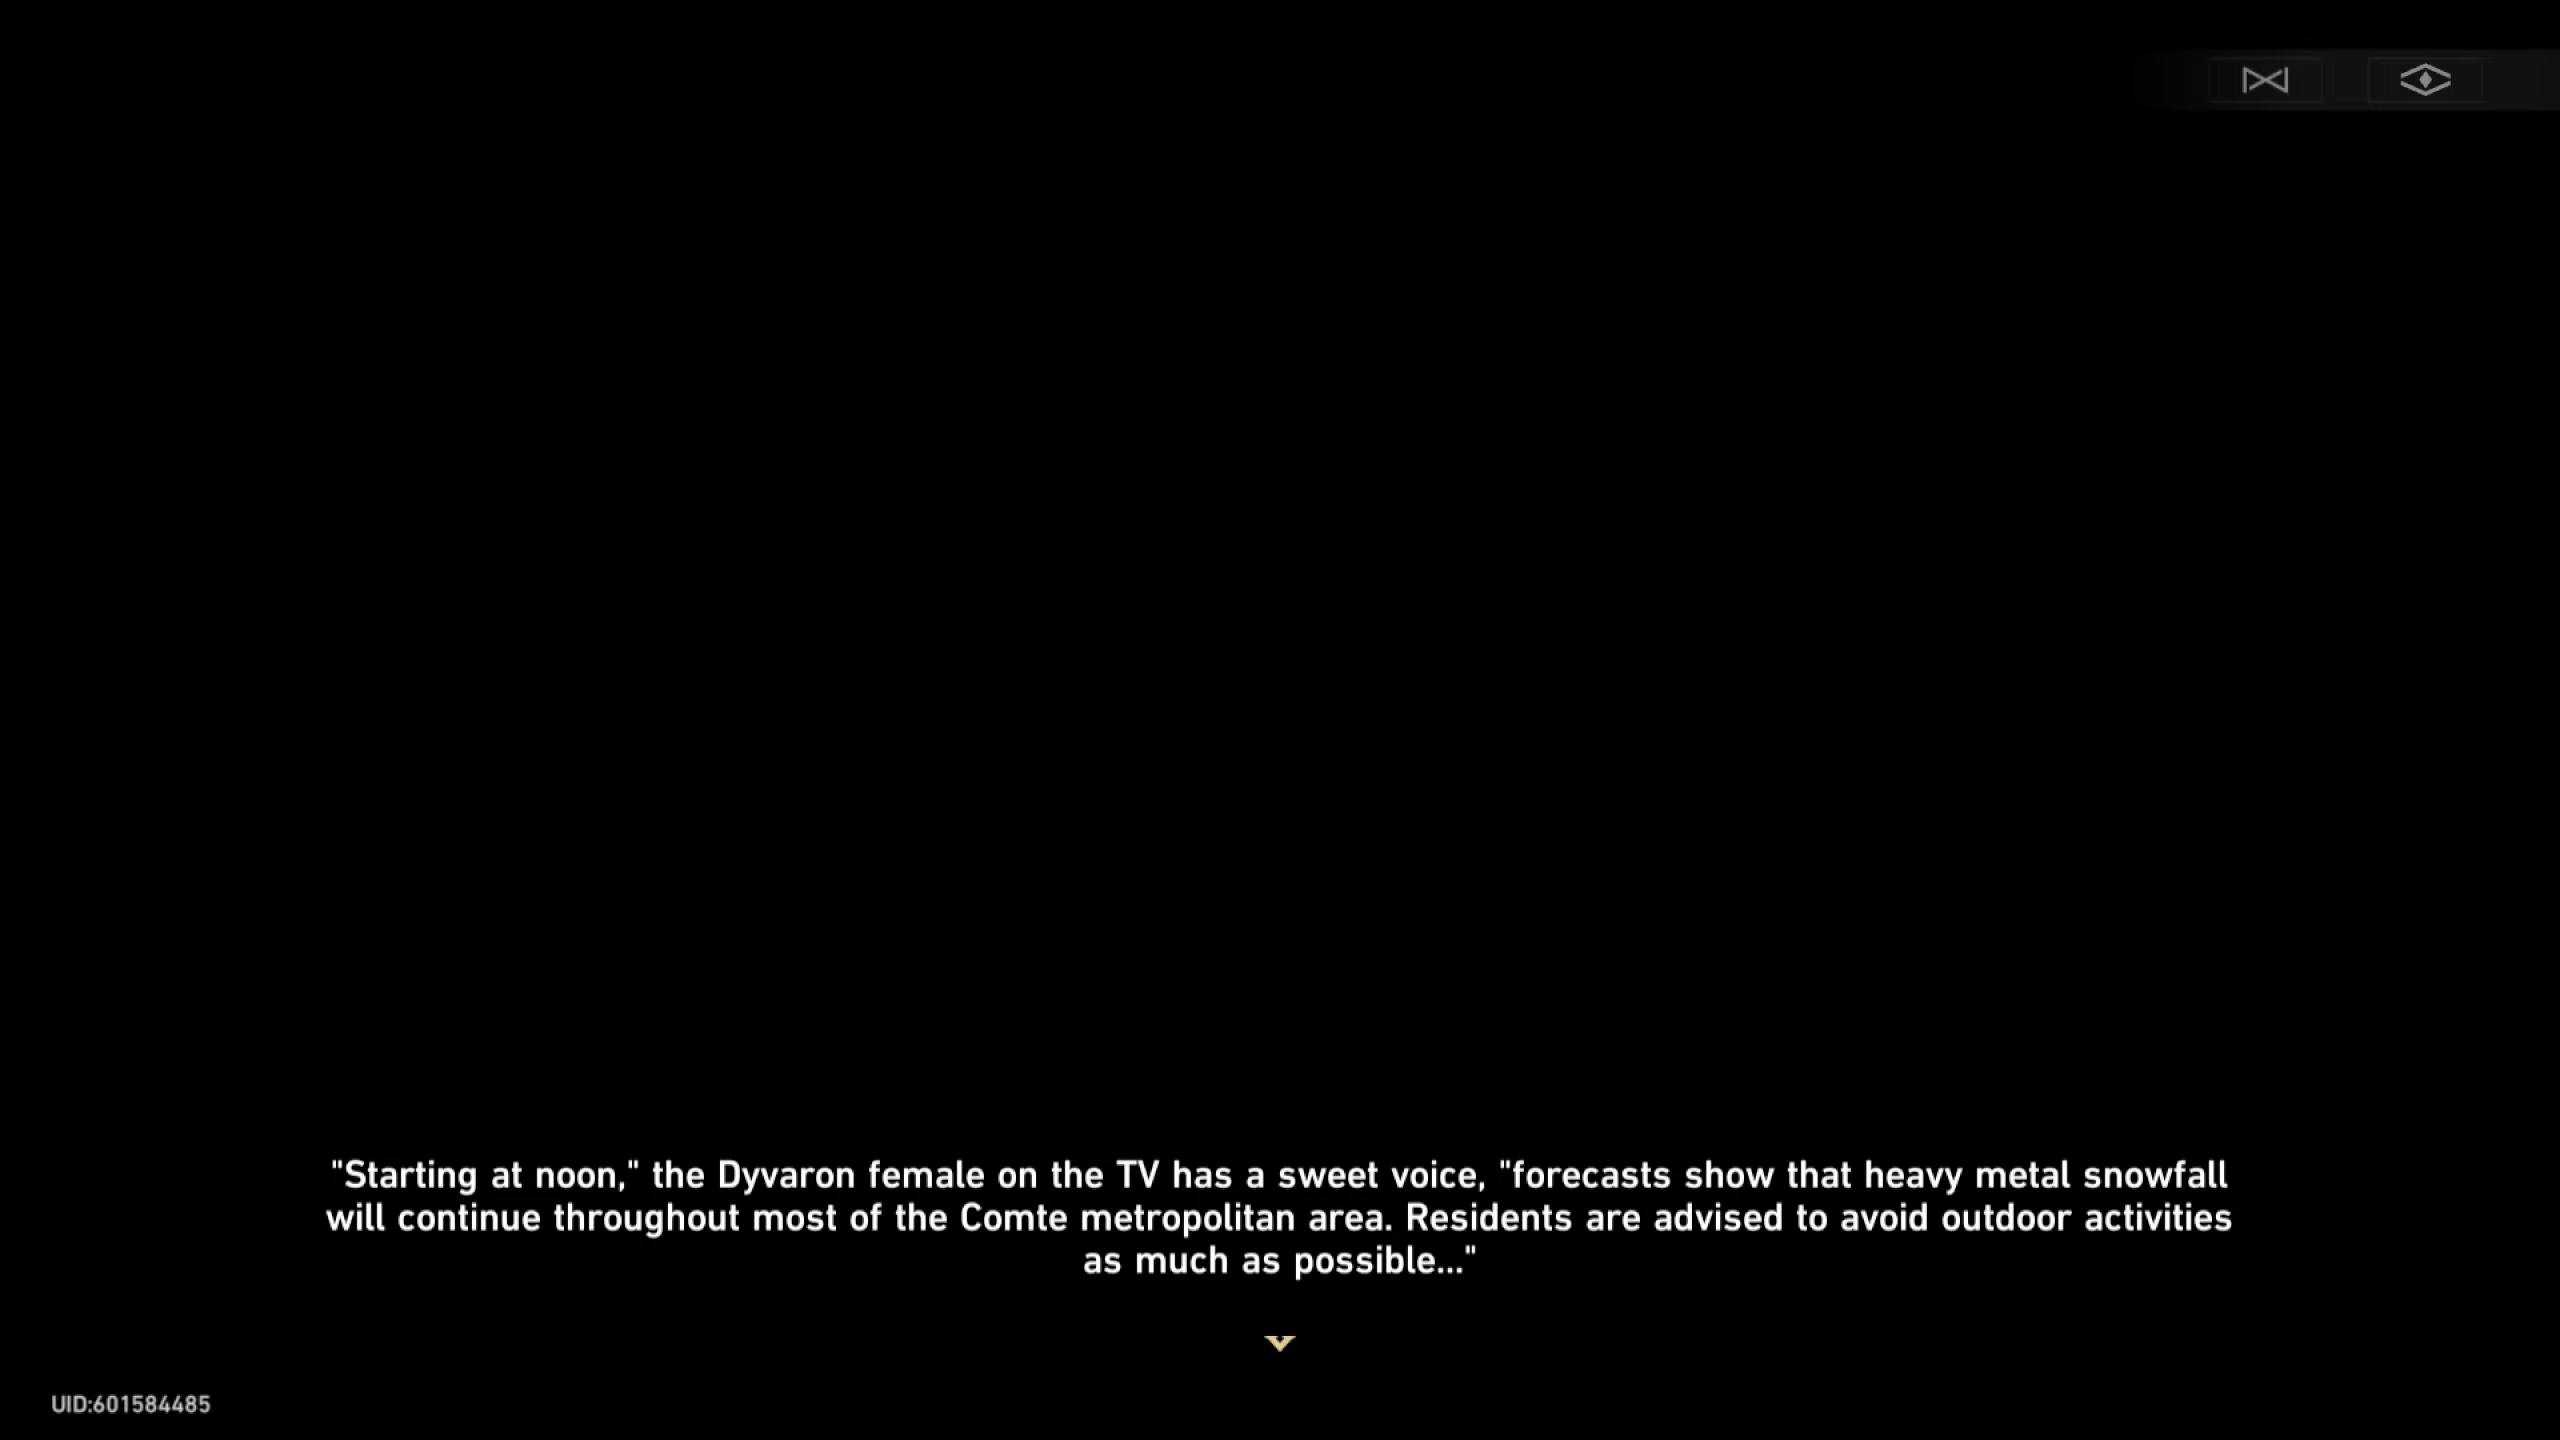 "Starting at noon," the Dyvaron female on the TV has a sweet voice, "forecasts show that heavy metal snowfall
will continue throughout most of the Comte metropolitan area. Residents are advised to avoid outdoor activities
as much as possible..."
UID:601584485